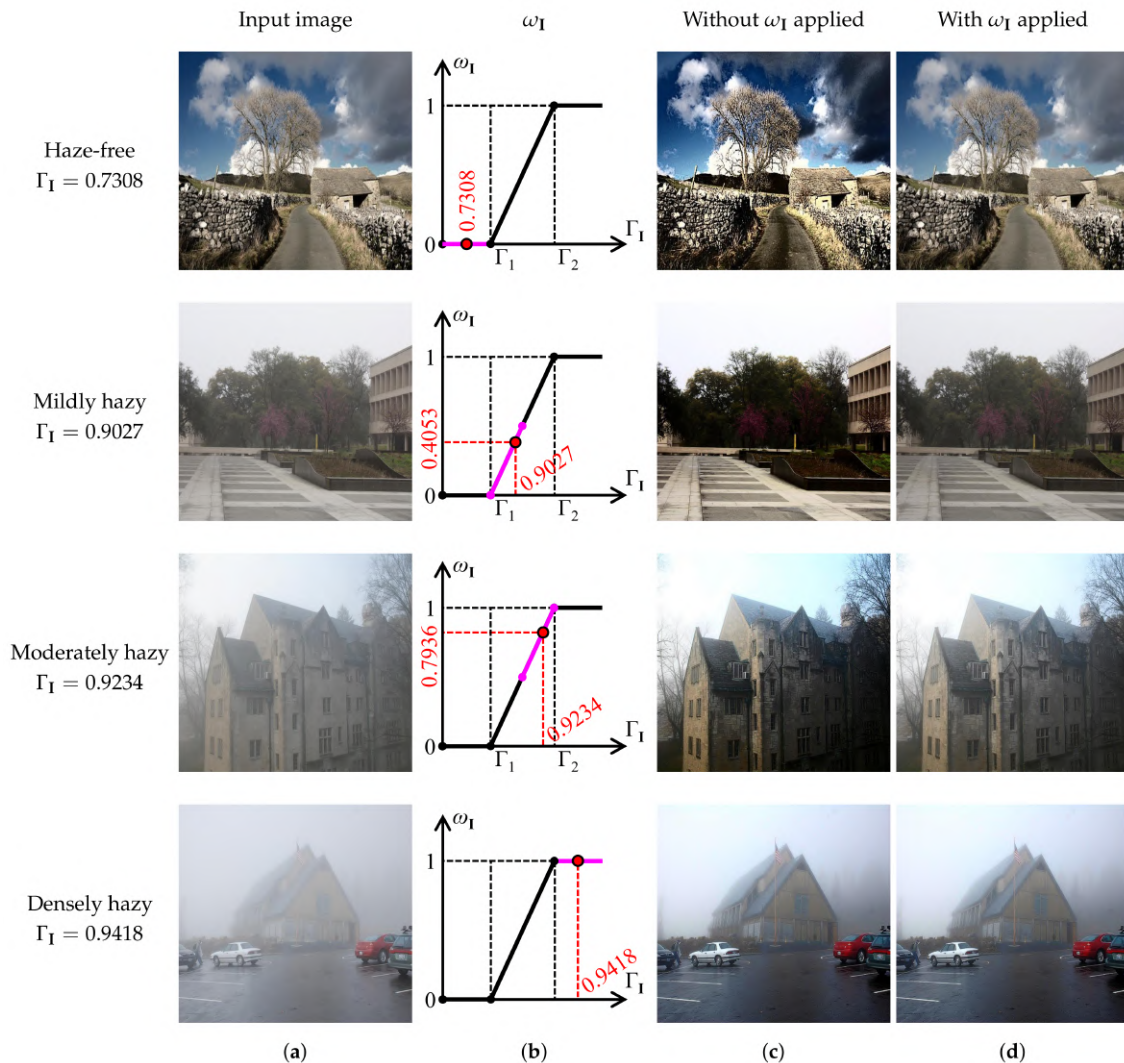 Input image
ω_I
Without ω_I applied
With ω_I applied
Haze-free
Γ_I = 0.7308
ω_I
1
0
0.7308
Γ_1
Γ_2
Γ_I
Mildly hazy
Γ_I = 0.9027
ω_I
1
0.4053
0
0.9027
Γ_1
Γ_2
Γ_I
Moderately hazy
Γ_I = 0.9234
ω_I
1
0.7936
0
0.9234
Γ_1
Γ_2
Γ_I
Densely hazy
Γ_I = 0.9418
ω_I
1
0
0.9418
Γ_1
Γ_2
Γ_I
(a)
(b)
(c)
(d)